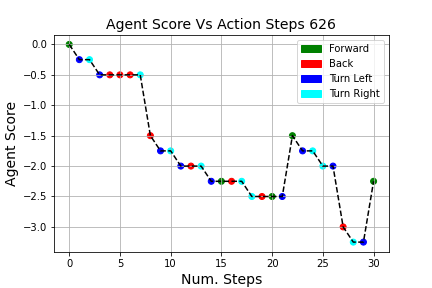 Agent Score Vs Action Steps 626
Forward
Back
Turn Left
Turn Right
0.0
−0.5
−1.0
−1.5
−2.0
−2.5
−3.0
Agent Score
0 5 10 15 20 25 30
Num. Steps